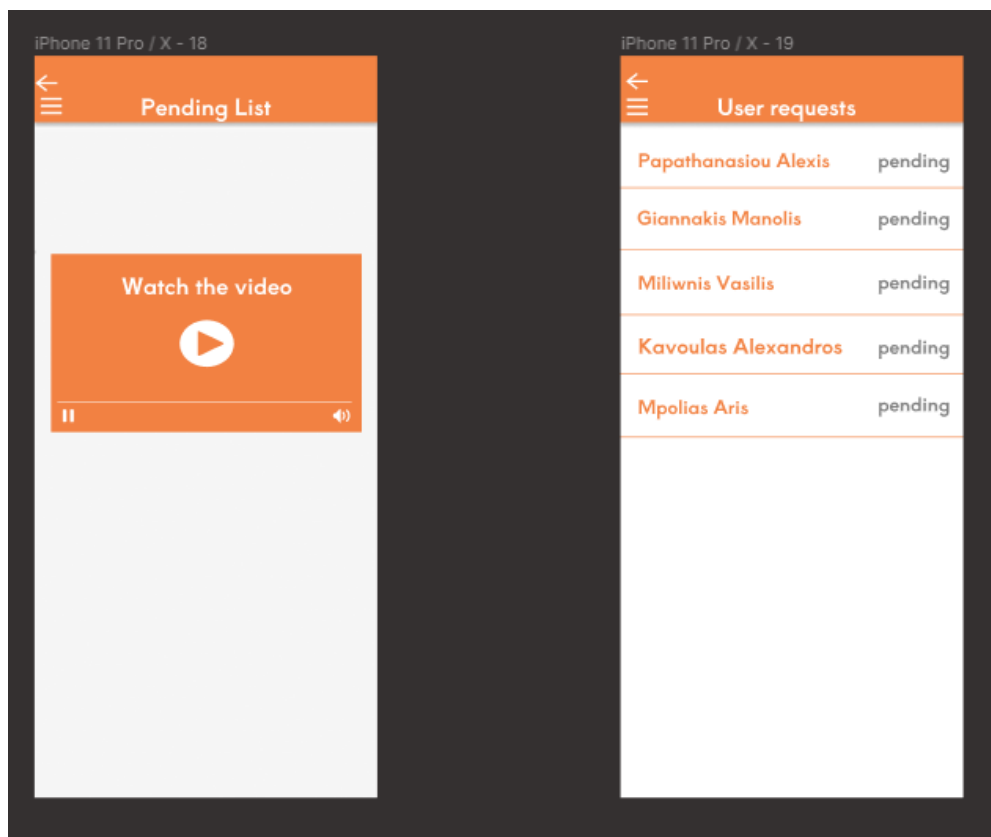 iPhone 11 Pro / X - 18
Pending List
Watch the video
iPhone 11 Pro / X - 19
User requests
Papathanasiou Alexis pending
Giannakis Manolis pending
Miliwnis Vasilis pending
Kavoulas Alexandros pending
Mpolias Aris pending